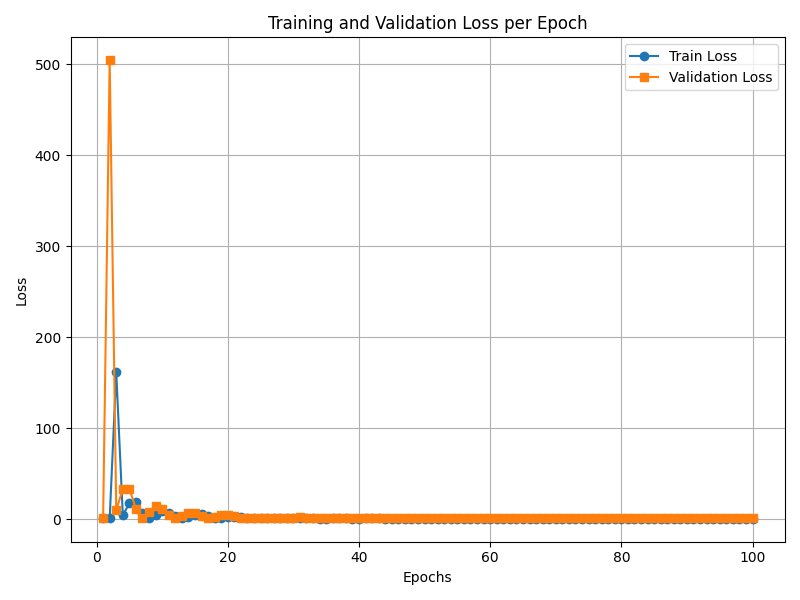 Training and Validation Loss per Epoch
Train Loss
Validation Loss
500
400
300
200
100
0
Loss
0 20 40 60 80 100
Epochs